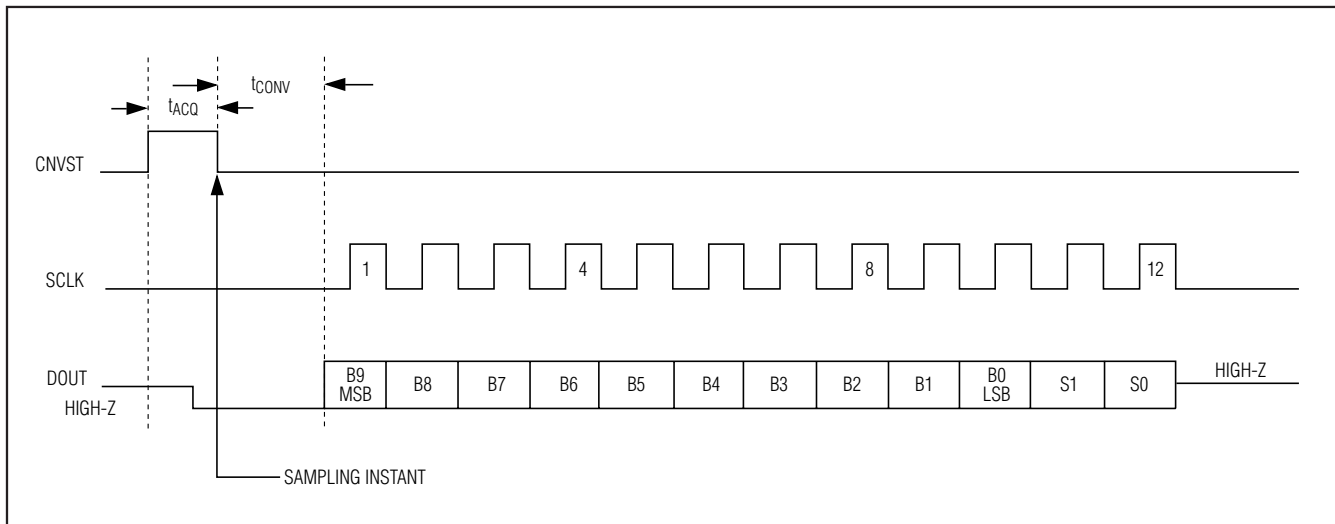 tCONV
tACQ
CNVST
1 4 8 12
SCLK
B9 MSB B8 B7 B6 B5 B4 B3 B2 B1 B0 LSB S1 S0
DOUT
HIGH-Z
HIGH-Z
SAMPLING INSTANT